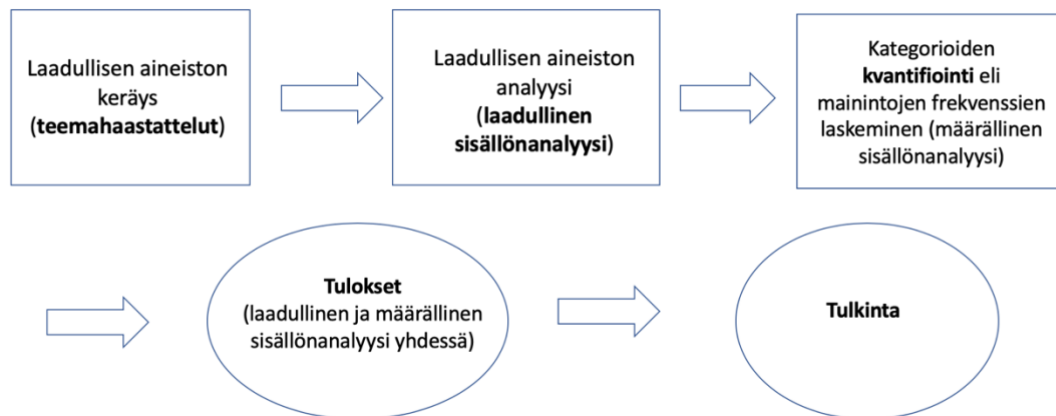 Laadullisen aineiston
keräys
(teemahaastattelut)
Laadullisen aineiston
analyysi
(laadullinen
sisällönanalyysi)
Kategorioiden
kvantifiointi eli
mainintojen frekvenssien
laskeminen (määrällinen
sisällönanalyysi)
Tulokset
(laadullinen ja määrällinen
sisällönanalyysi yhdessä)
Tulkinta